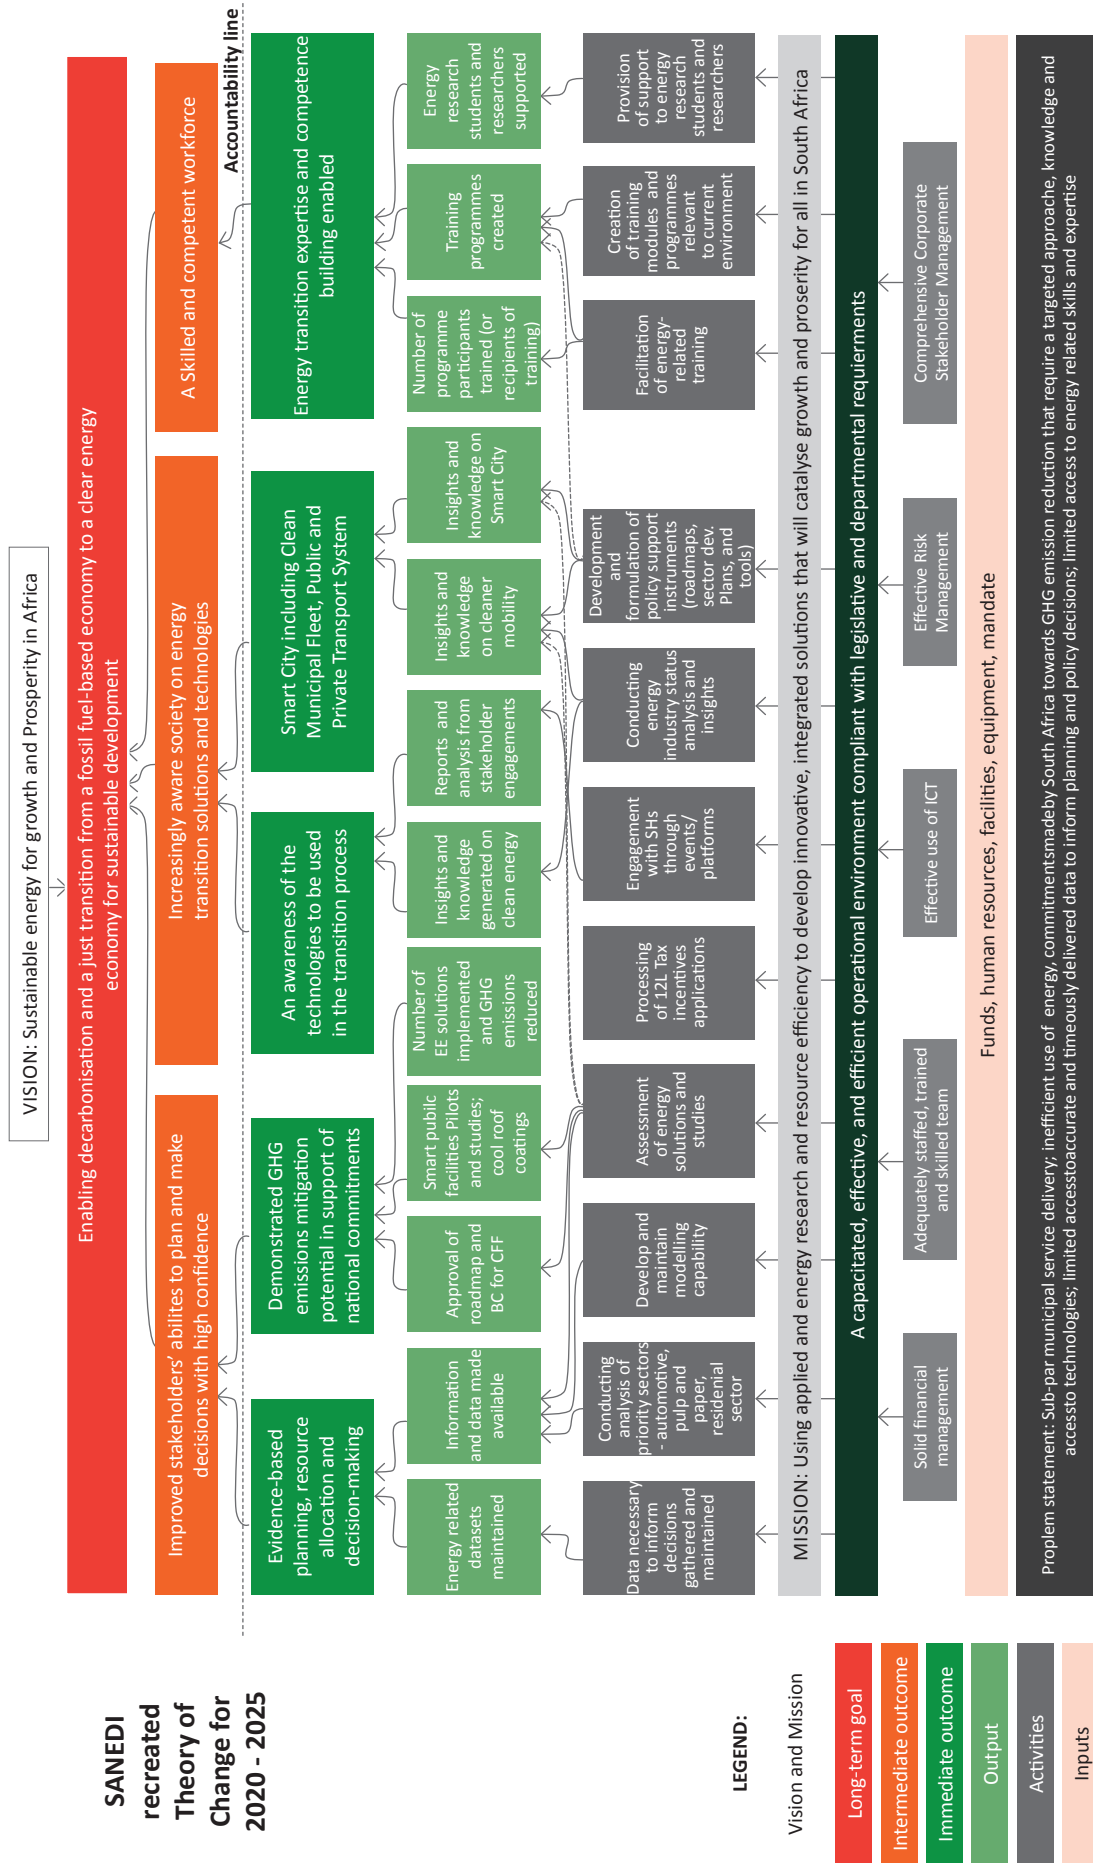 SANEDI
recreated
Theory of
Change for
2020 - 2025
VISION: Sustainable energy for growth and Prosperity in Africa
Enabling decarbonisation and a just transition from a fossil fuel-based economy to a clear energy
economy for sustainable development
Improved stakeholders' abilites to plan and make
decisions with high confidence
Increasingly aware society on energy
transition solutions and technologies
A Skilled and competent workforce
Accountability line
Evidence-based
planning, resource
allocation and
decision-making
Demonstrated GHG
emissions mitigation
potential in support of
national commitments
An awareness of the
technologies to be used
in the transition process
Smart City including Clean
Municipal Fleet, Public and
Private Transport System
Energy transition expertise and competence
building enabled
Energy related
datasets
maintained
Information
and data made
available
Approval of
roadmap and
BC for CFF
Smart public
facilities Pilots
and studies;
cool roof
coatings
Number of
EE solutions
implemented
and GHG
emissions
reduced
Insights and
knowledge
generated on
clean energy
Reports and
analysis from
stakeholder
engagements
Insights and
knowledge
on cleaner
mobility
Insights and
knowledge on
Smart City
Number of
programme
participants
trained (or
recipients of
training)
Training
programmes
created
Energy
research
students and
researchers
supported
Data necessary
to inform
decisions
gathered and
maintained
Conducting
analysis of
priority sectors
- automotive,
pulp and
paper,
residenial
sector
Develop and
maintain
modelling
capability
Assessment
of energy
solutions and
studies
Processing
of 12L Tax
incentives
applications
Engagement
with SHs
through
events/
platforms
Conducting
energy
industry status
analysis and
insights
Development
and
formulation of
policy support
instruments
(roadmaps,
sector dev.
Plans, and
tools)
Facilitation
of energy-
related
training
Creation
of training
modules and
programmes
relevant
to current
environment
Provision
of support
to energy
research
students and
researchers
MISSION: Using applied and energy research and resource efficiency to develop innovative, integrated solutions that will catalyse growth and proserity for all in South Africa
A capacitated, effective, and efficient operational environment compliant with legislative and departmental requierments
Solid financial
management
Adequately staffed, trained
and skilled team
Effective use of ICT
Effective Risk
Management
Comprehensive Corporate
Stakeholder Management
Funds, human resources, facilities, equipment, mandate
Proplem statement: Sub-par municipal service delivery; inefficient use of energy, commitmentsmadeby South Africa towards GHG emission reduction that require a targeted approach, knowledge and
accessto technologies; limited accesstoaccurate and timeously delivered data to inform planning and policy decisions; limited access to energy related skills and expertise
LEGEND:
Vision and Mission
Long-term goal
Intermediate outcome
Immediate outcome
Output
Activities
Inputs